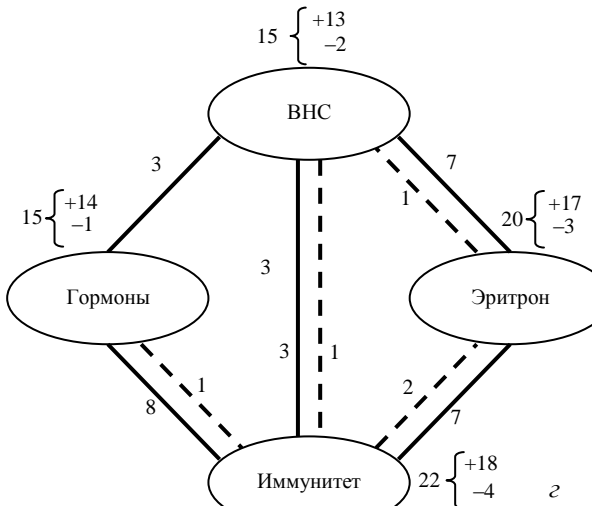 15 { +13
–2
ВНС
3
7
1
15 { +14
–1
20 { +17
–3
Гормоны
3
Эритрон
3
1
1
2
8
7
Иммунитет
22 { +18
–4
г